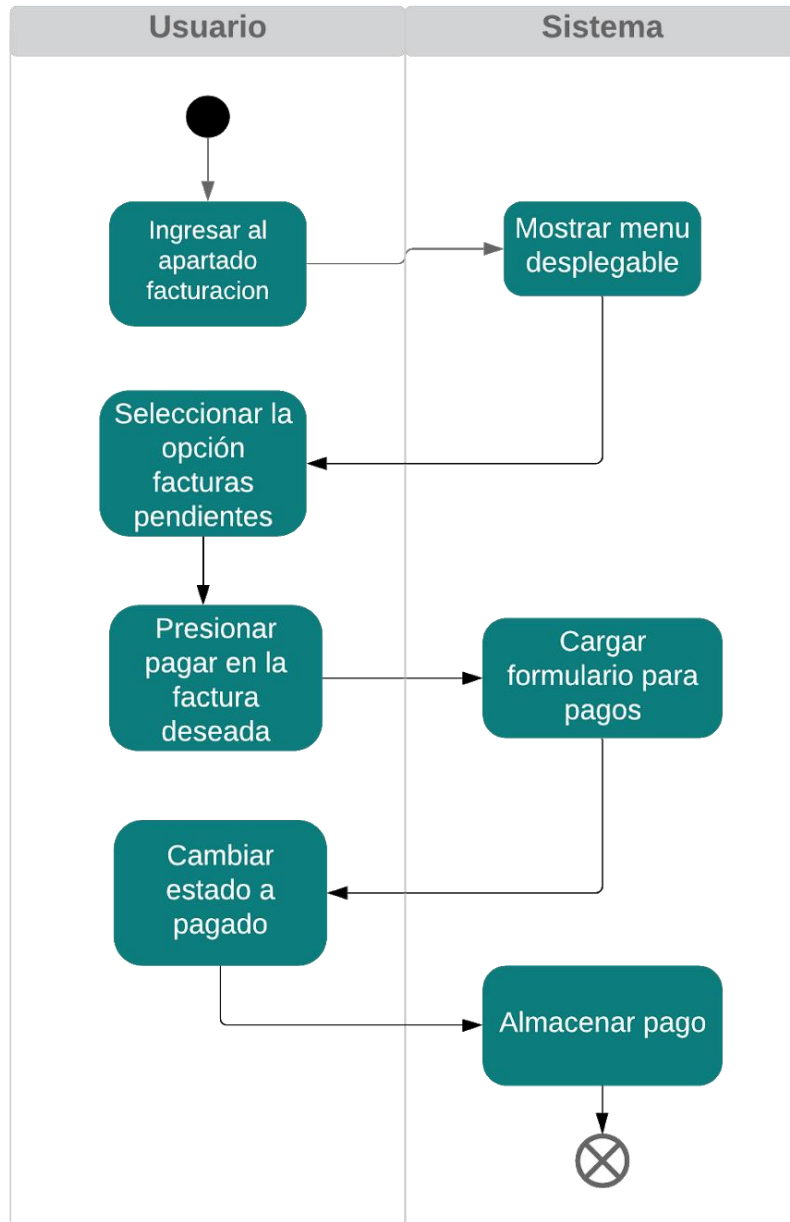 Usuario
Sistema
Ingresar al
apartado
facturacion
Mostrar menu
desplegable
Seleccionar la
opción
facturas
pendientes
Presionar
pagar en la
factura
deseada
Cargar
formulario para
pagos
Cambiar
estado a
pagado
Almacenar pago